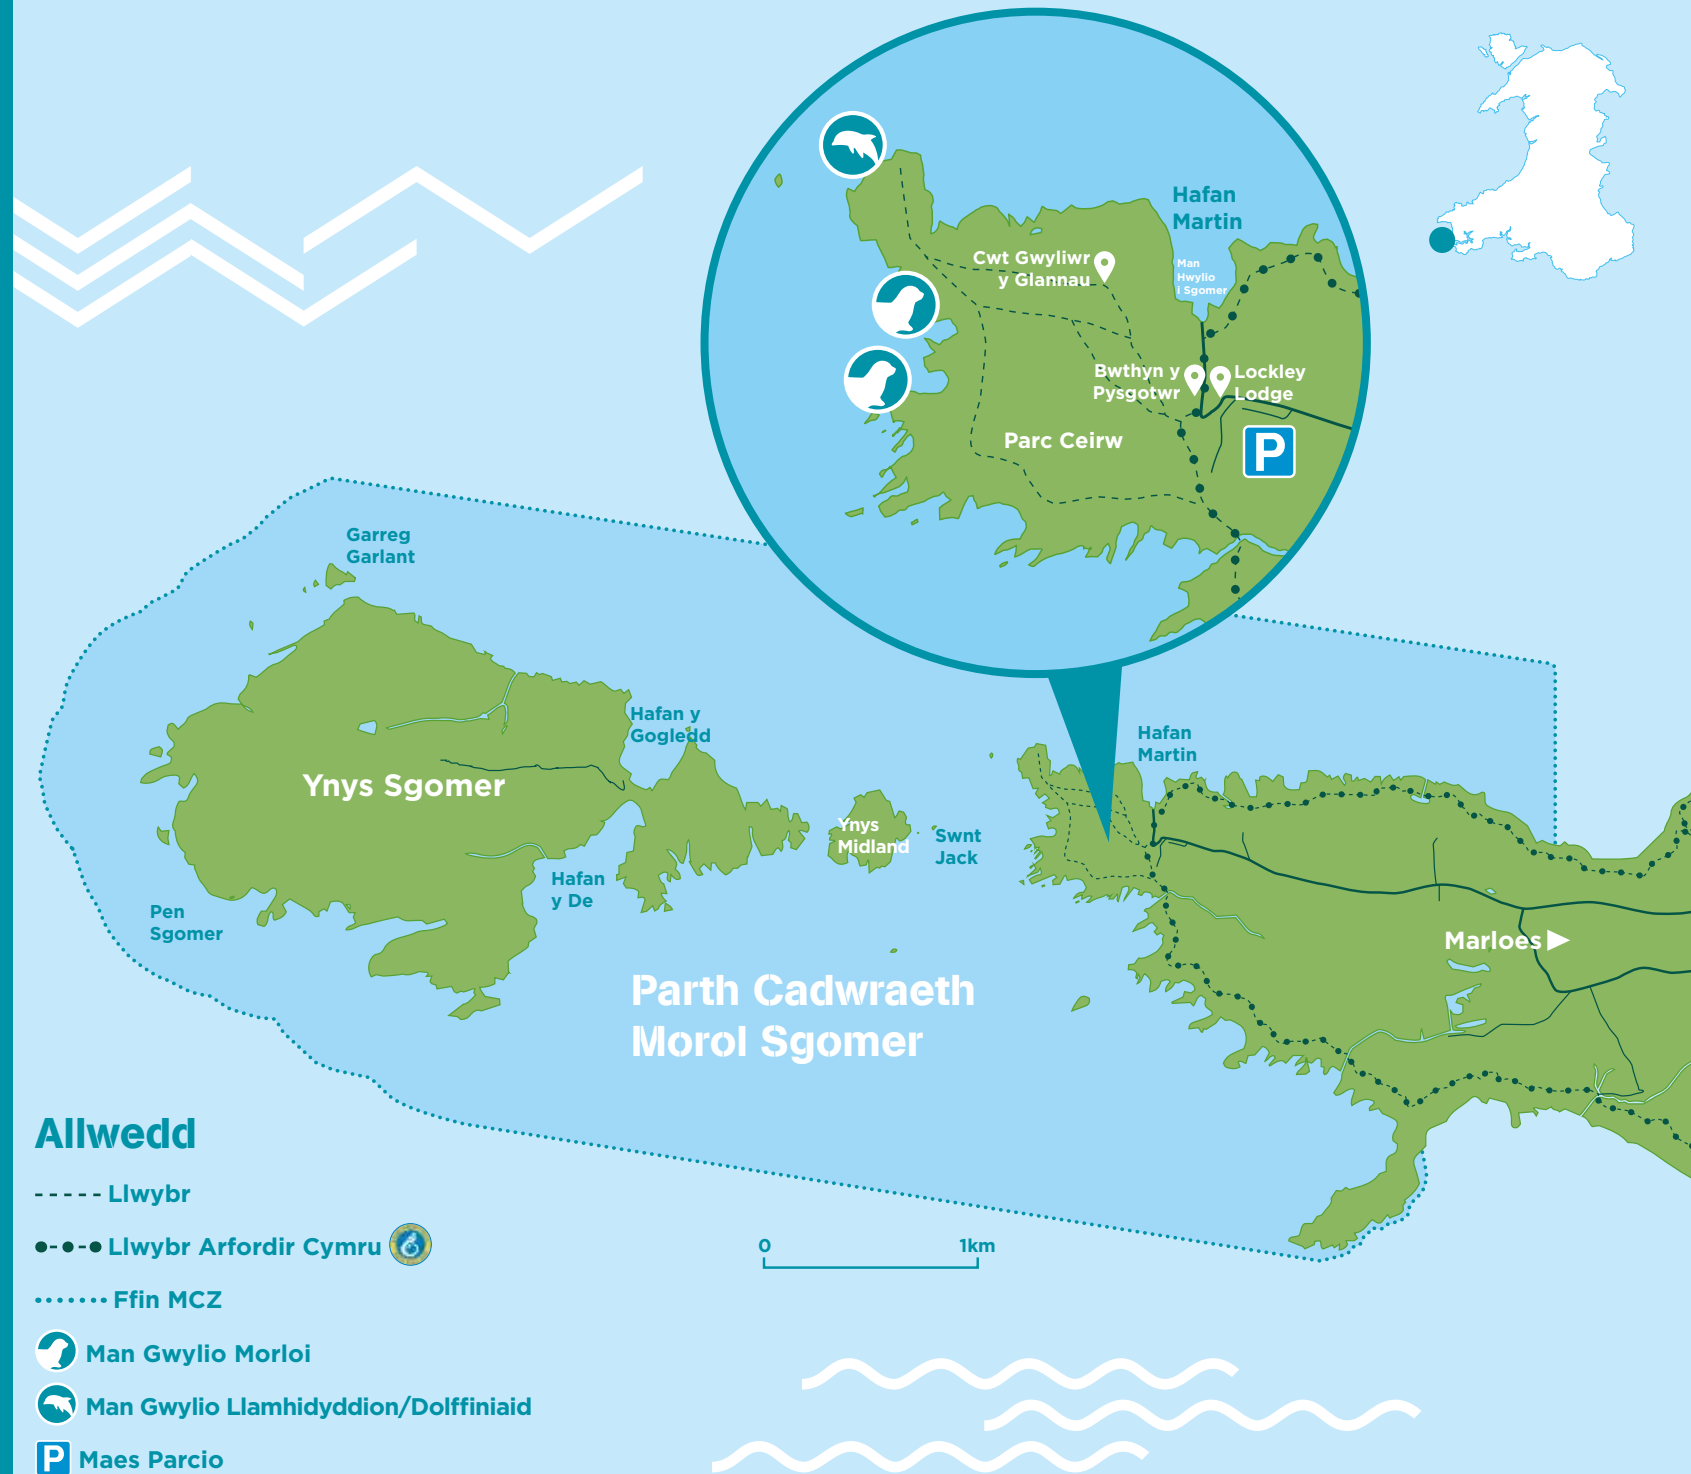 Hafan
Martin
Cwt Gwyliwr
y Glannau
Man
Hwylio
i Sgomer
Bwthyn y
Pysgotwr
Lockley
Lodge
Parc Ceirw
P
Garreg
Garlant
Hafan y
Gogledd
Hafan
Martin
Ynys Sgomer
Ynys
Midland
Swnt
Jack
Hafan
y De
Pen
Sgomer
Marloes
Parth Cadwraeth
Morol Sgomer
Allwedd
Llwybr
Llwybr Arfordir Cymru
Ffin MCZ
Man Gwylio Morloi
Man Gwylio Llamhidyddion/Dolffiniaid
P Maes Parcio
0 1km